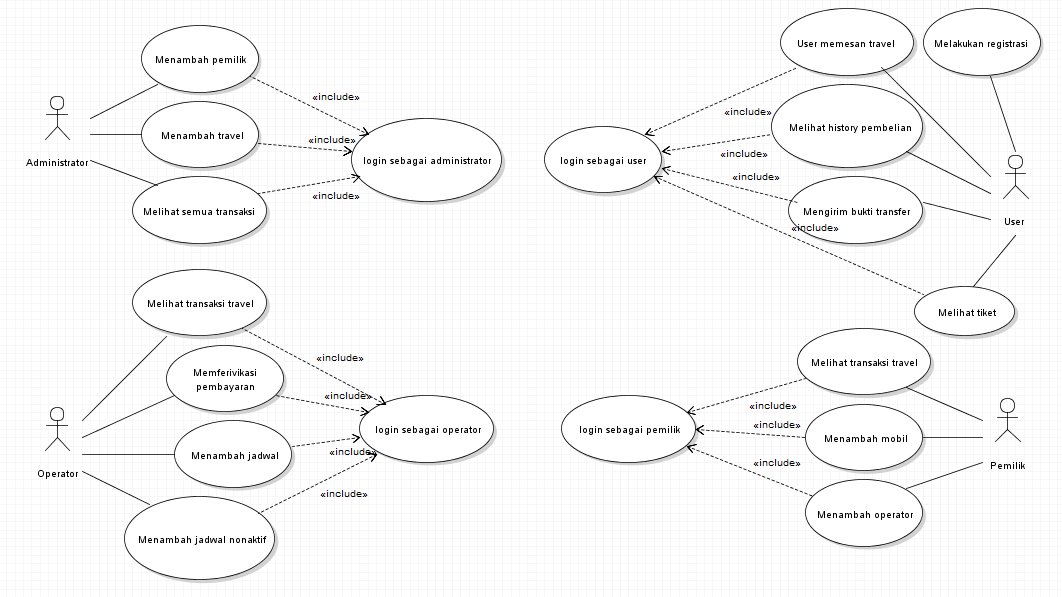 Menambah pemilik
«include»
Menambah travel
«include»
login sebagai administrator
Administrator
Melihat semua transaksi
«include»
User memesan travel
Melakukan registrasi
«include»
Melihat history pembelian
«include»
login sebagai user
«include»
Mengirim bukti transfer
«include»
User
Melihat tiket
Melihat transaksi travel
«include»
Memferivikasi
pembayaran
«include»
login sebagai operator
Menambah jadwal
«include»
Operator
«include»
Menambah jadwal nonaktif
Melihat transaksi travel
«include»
«include»
login sebagai pemilik
Menambah mobil
«include»
Pemilik
Menambah operator